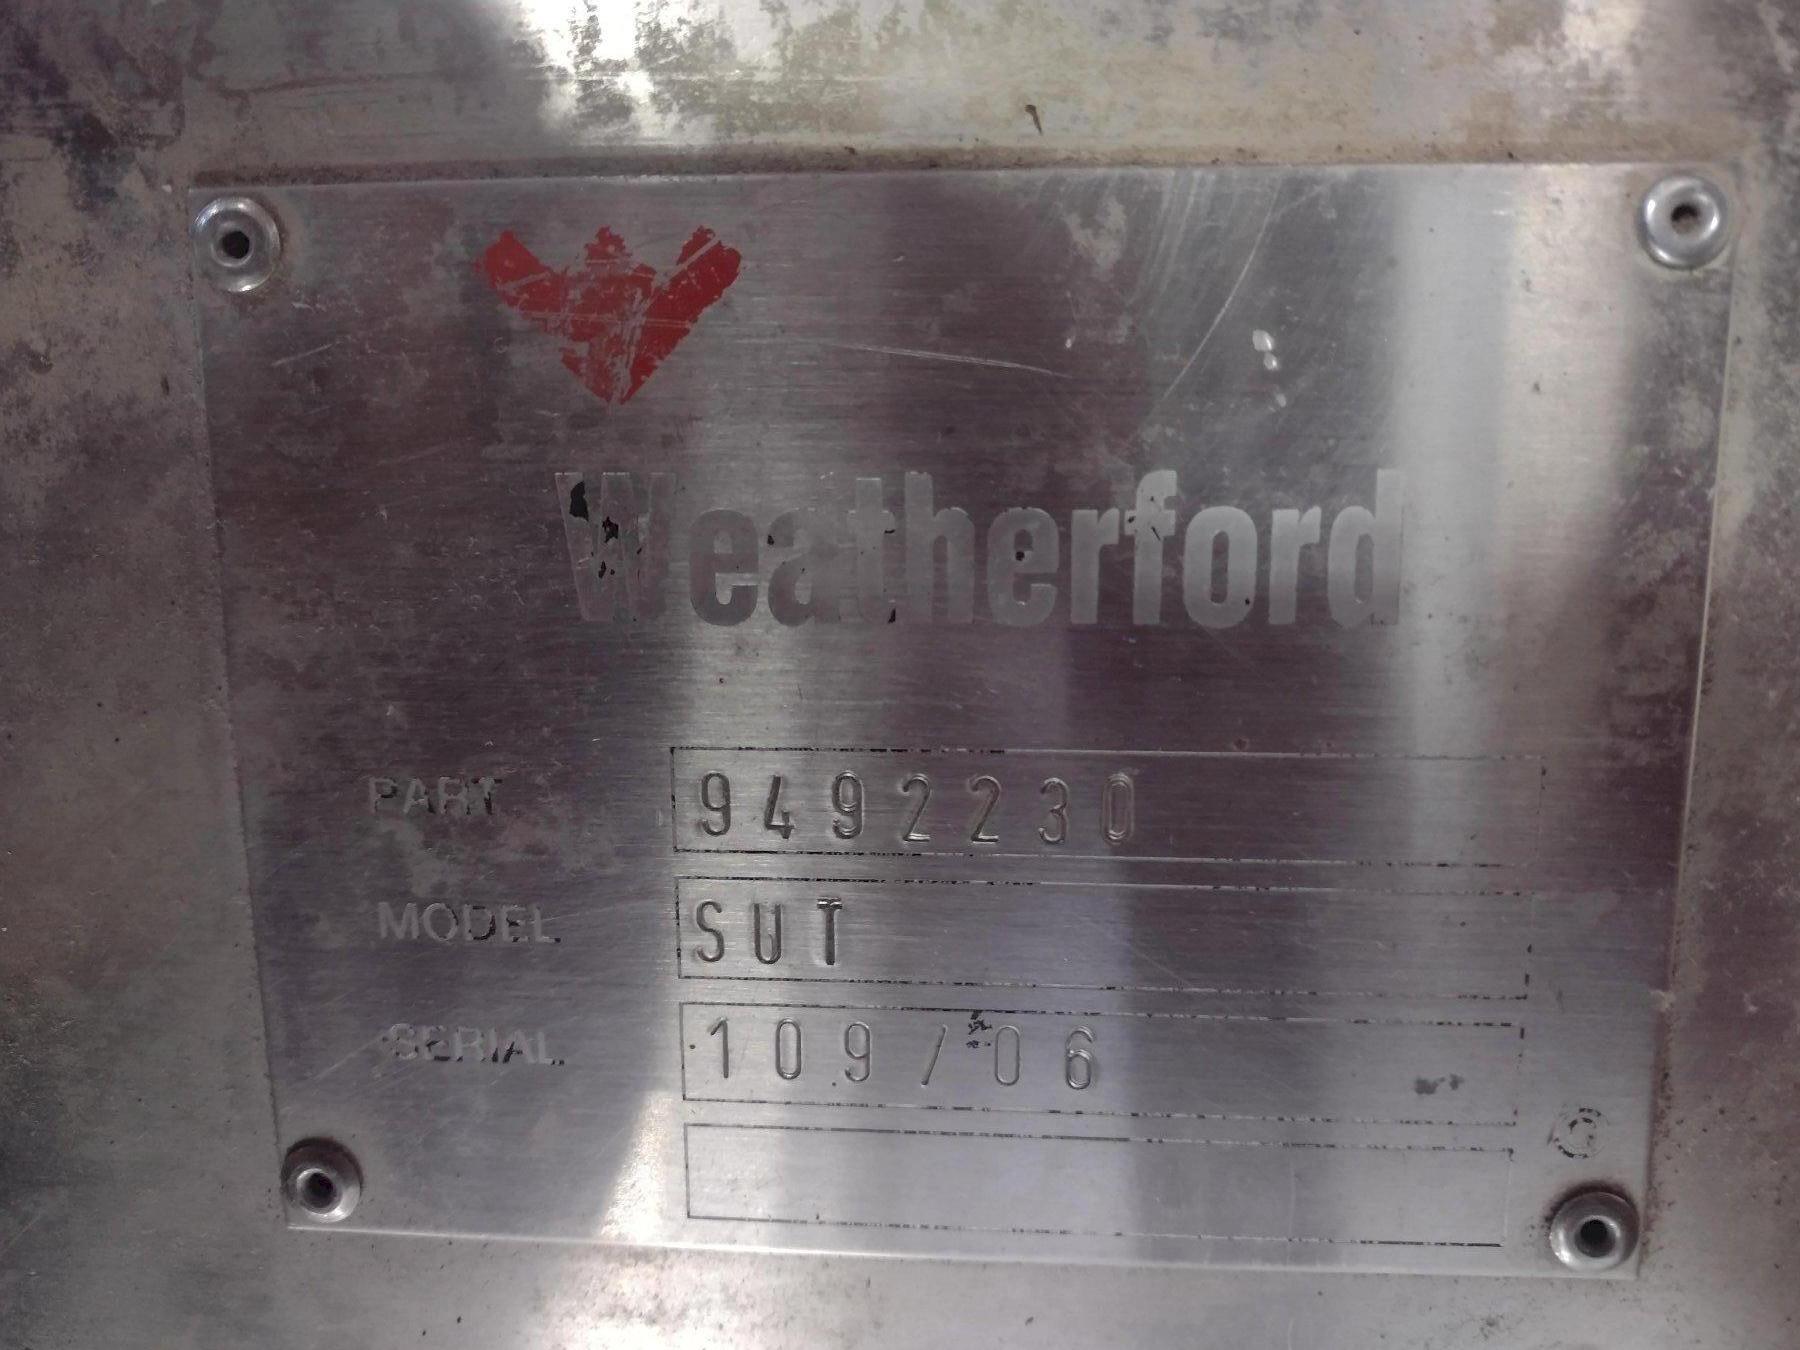 Weatherford
PART 9492230
MODEL SUT
SERIAL 109/06